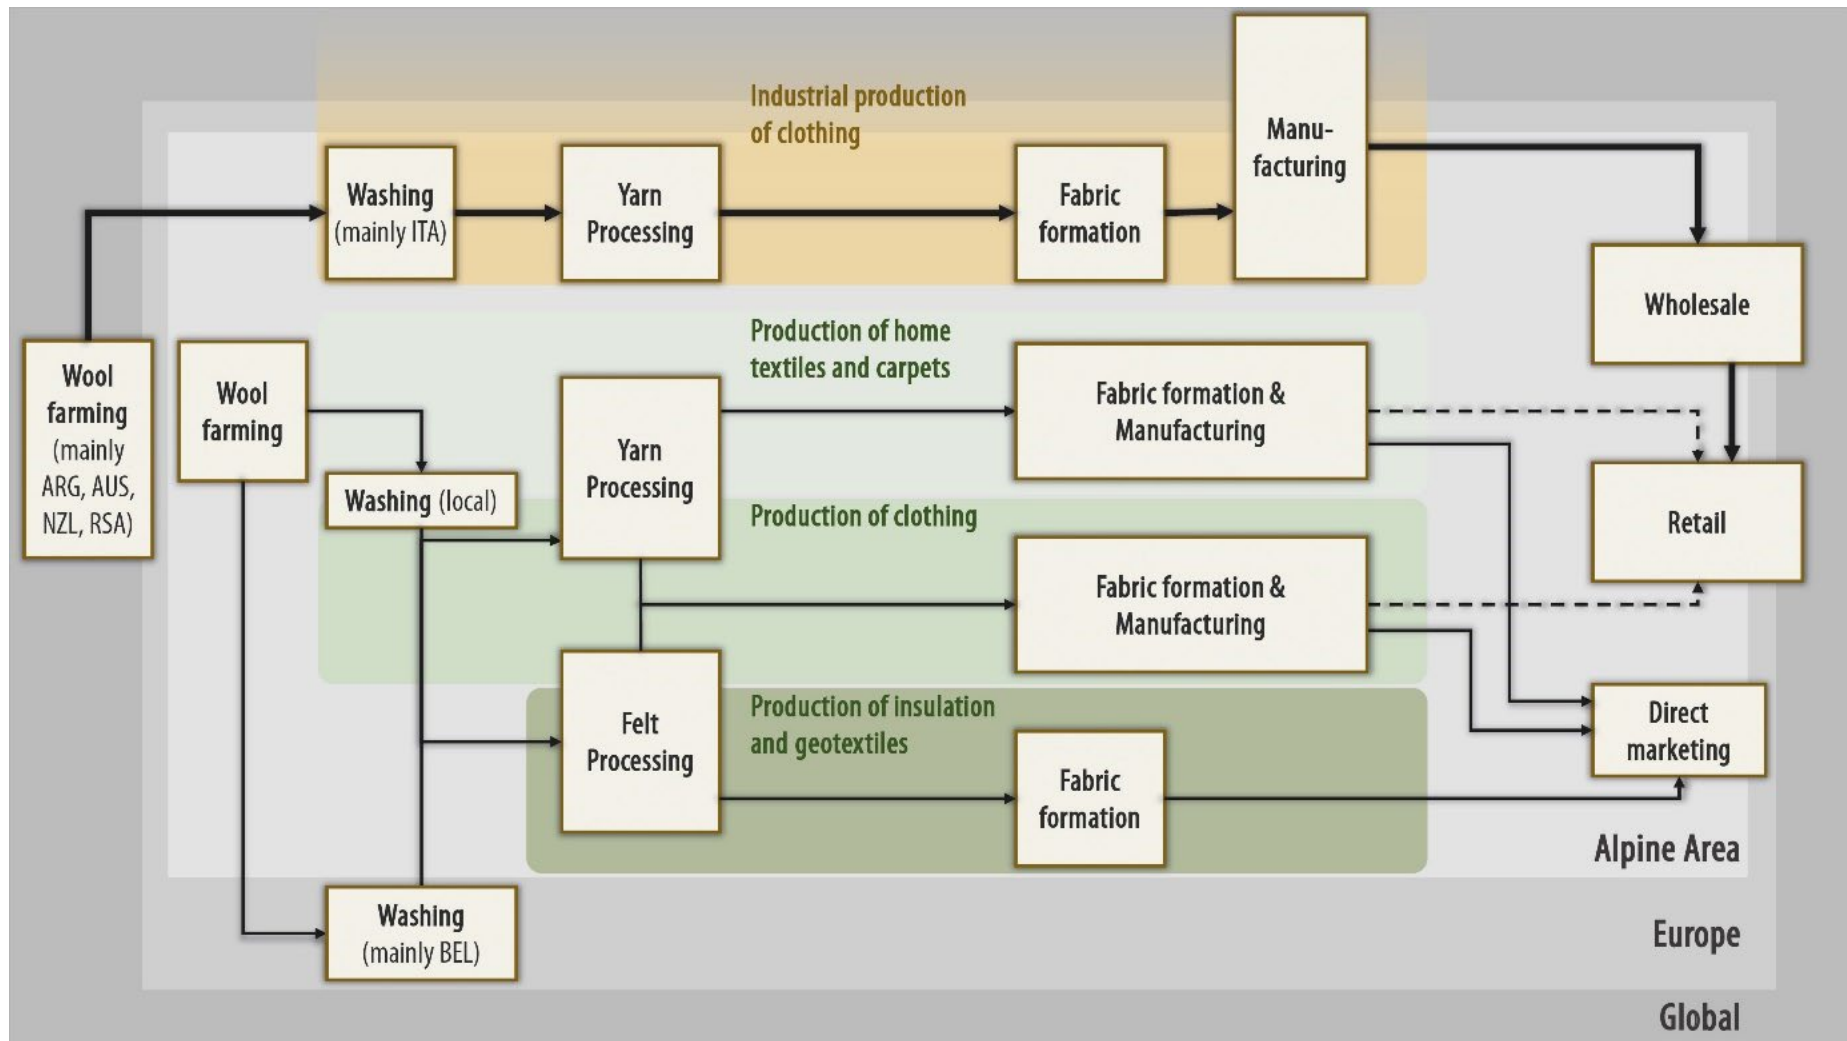 Industrial production
of clothing
Manu-
facturing
Washing
(mainly ITA)
Yarn
Processing
Fabric
formation
Wholesale
Wool
farming
(mainly
ARG, AUS,
NZL, RSA)
Wool
farming
Production of home
textiles and carpets
Fabric formation &
Manufacturing
Yarn
Processing
Washing (local)
Retail
Production of clothing
Fabric formation &
Manufacturing
Felt
Processing
Production of insulation
and geotextiles
Direct
marketing
Fabric
formation
Alpine Area
Washing
(mainly BEL)
Europe
Global